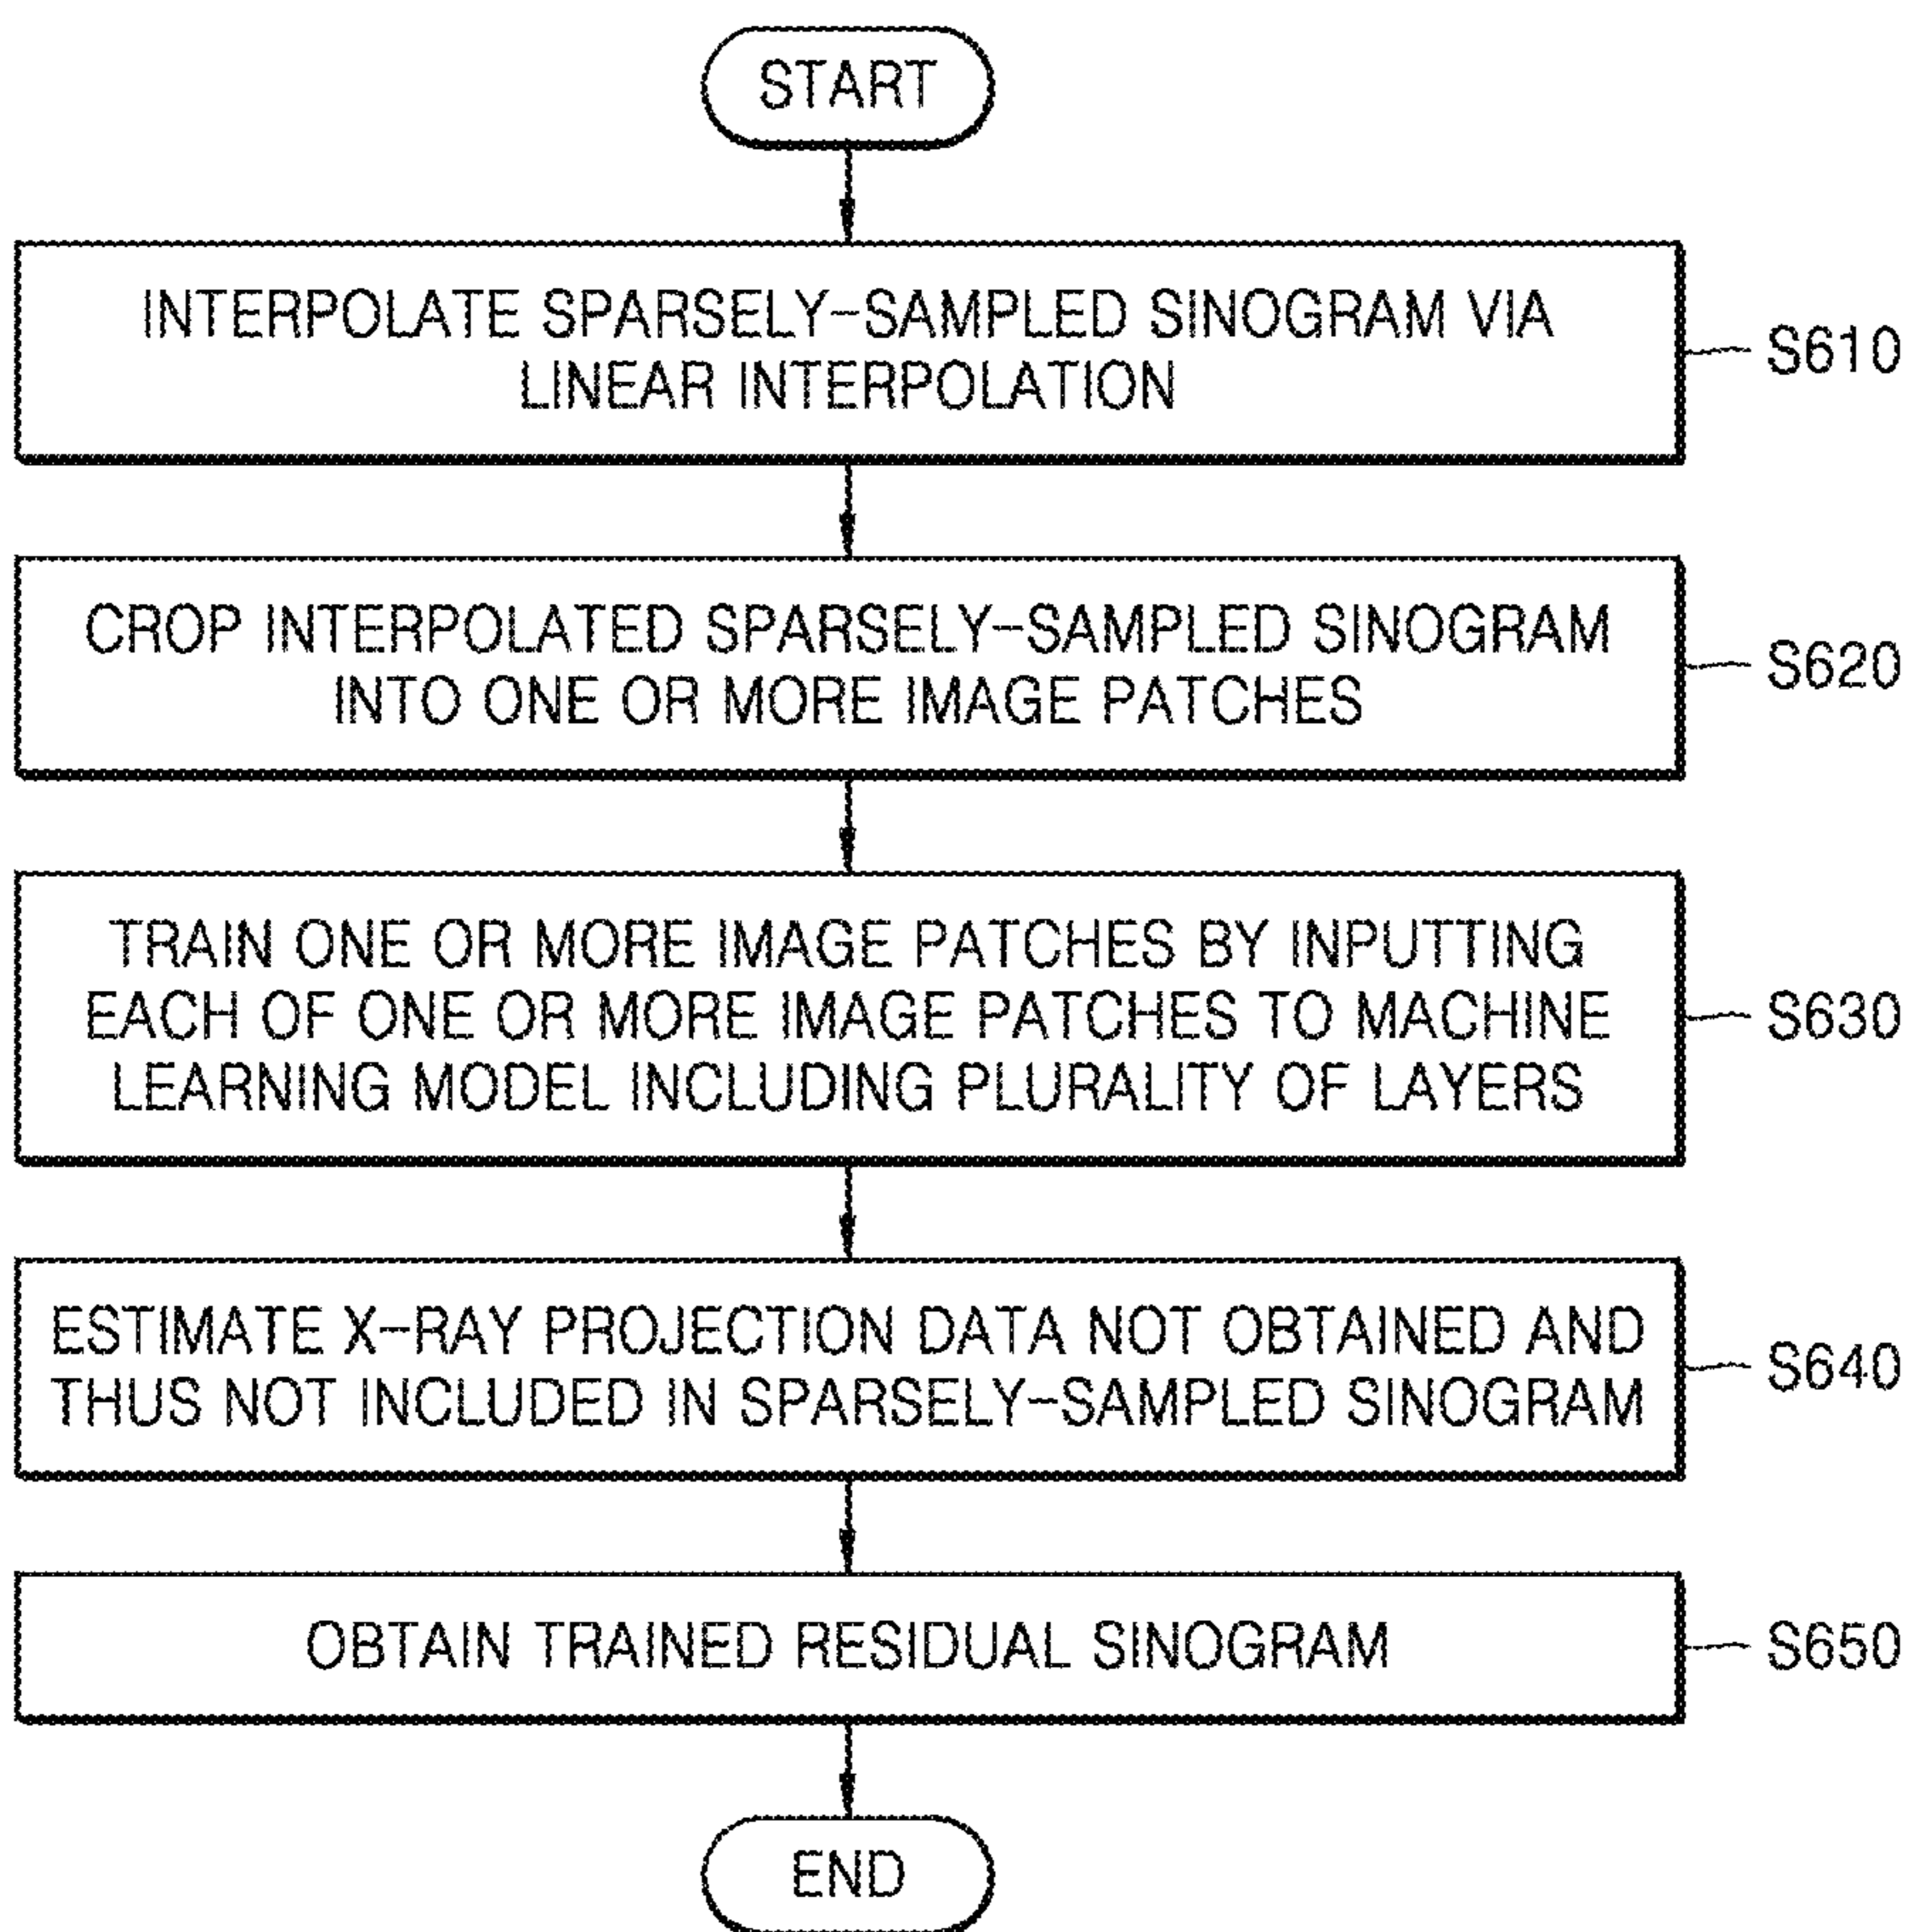 START
INTERPOLATE SPARSELY-SAMPLED SINOGRAM VIA
LINEAR INTERPOLATION
S610
CROP INTERPOLATED SPARSELY-SAMPLED SINOGRAM
INTO ONE OR MORE IMAGE PATCHES
S620
TRAIN ONE OR MORE IMAGE PATCHES BY INPUTTING
EACH OF ONE OR MORE IMAGE PATCHES TO MACHINE
LEARNING MODEL INCLUDING PLURALITY OF LAYERS
S630
ESTIMATE X-RAY PROJECTION DATA NOT OBTAINED AND
THUS NOT INCLUDED IN SPARSELY-SAMPLED SINOGRAM
S640
OBTAIN TRAINED RESIDUAL SINOGRAM
S650
END